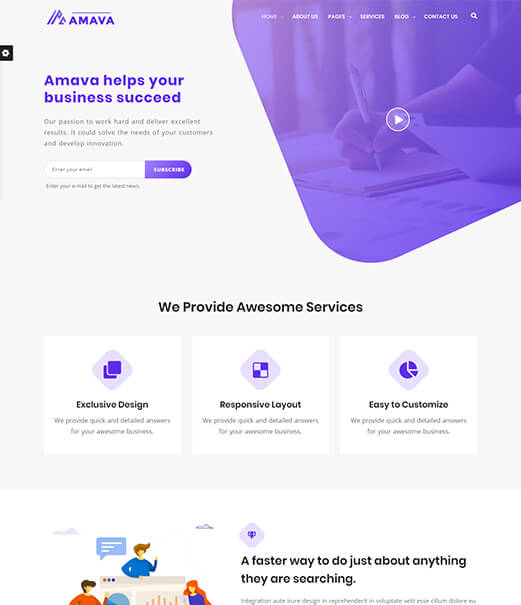 AMAVA
HOME ABOUT US PAGES SERVICES BLOG CONTACT US
Amava helps your
business succeed
Our passion to work hard and deliver excellent
results. It could solve the needs of your customers
and develop innovation.
Enter your email SUBSCRIBE
Enter your e-mail to get the latest news.
We Provide Awesome Services
Exclusive Design
We provide quick and detailed answers
for your awesome business.
Responsive Layout
We provide quick and detailed answers
for your awesome business.
Easy to Customize
We provide quick and detailed answers
for your awesome business.
A faster way to do just about anything
they are searching.
Integration aute irure design in reprehenderit in voluptate velit esse cillum dolore eu